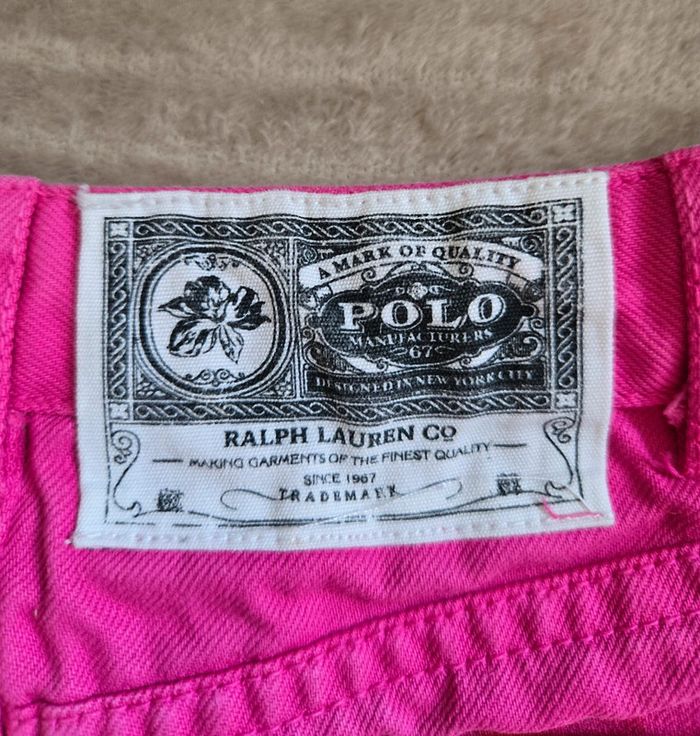 A MARK OF QUALITY
POLO
MANUFACTURERS
67
DESIGNED IN NEW YORK CITY
RALPH LAUREN CO
MAKING GARMENTS OF THE FINEST QUALITY
SINCE 1967
TRADEMARK